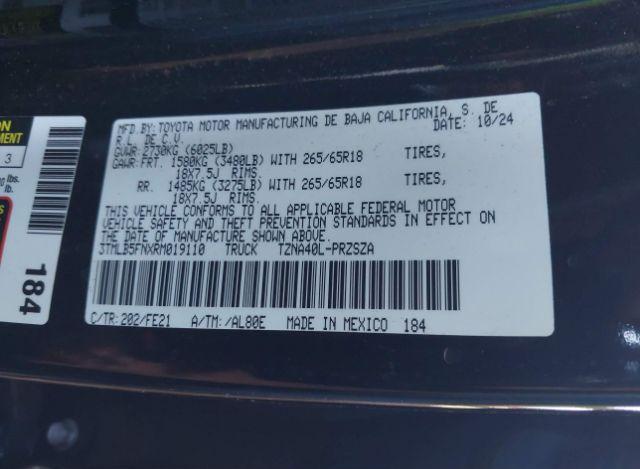 MFD.BY:TOYOTA MOTOR MANUFACTURING DE BAJA CALIFORNIA, S. DE
R.L. DE C.V. DATE: 10/24
GVWR: 2730KG (6025LB)
GAWR:FRT. 1580KG (3480LB) WITH 265/65R18 TIRES,
18X7.5J RIMS.
RR. 1485KG (3275LB) WITH 265/65R18 TIRES,
18X7.5J RIMS.
THIS VEHICLE CONFORMS TO ALL APPLICABLE FEDERAL MOTOR
VEHICLE SAFETY AND THEFT PREVENTION STANDARDS IN EFFECT ON
THE DATE OF MANUFACTURE SHOWN ABOVE.
3TMLB5FNXRM019110 TRUCK TZNA40L-PRZSZA
C/TR:202/FE21 A/TM:/AL80E MADE IN MEXICO 184
3
lbs.
lb.
184